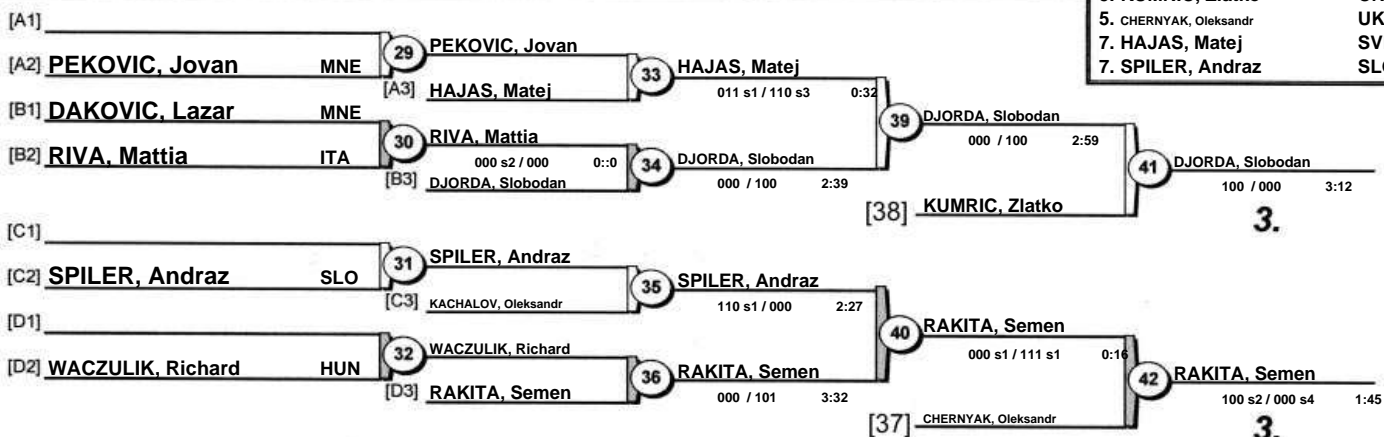 5. CHERNYAK, Oleksandr UK
7. HAJAS, Matej SV
7. SPILER, Andraz
[A1]
[A2] PEKOVIC, Jovan MNE
29
PEKOVIC, Jovan
[A3] HAJAS, Matej
33
HAJAS, Matej
011 s1 / 110 s3 0:32
[B1] DAKOVIC, Lazar MNE
[B2] RIVA, Mattia ITA
30
RIVA, Mattia
000 s2 / 000 0::0
[B3] DJORDA, Slobodan
34
DJORDA, Slobodan
000 / 100 2:39
39
DJORDA, Slobodan
000 / 100 2:59
[38] KUMRIC, Zlatko
41
DJORDA, Slobodan
100 / 000 3:12
3.
[C1]
[C2] SPILER, Andraz SLO
31
SPILER, Andraz
[C3] KACHALOV, Oleksandr
35
SPILER, Andraz
110 s1 / 000 2:27
[D1]
[D2] WACZULIK, Richard HUN
32
WACZULIK, Richard
[D3] RAKITA, Semen
36
RAKITA, Semen
000 / 101 3:32
40
RAKITA, Semen
000 s1 / 111 s1 0:16
[37] CHERNYAK, Oleksandr
42
RAKITA, Semen
100 s2 / 000 s4 1:45
3.